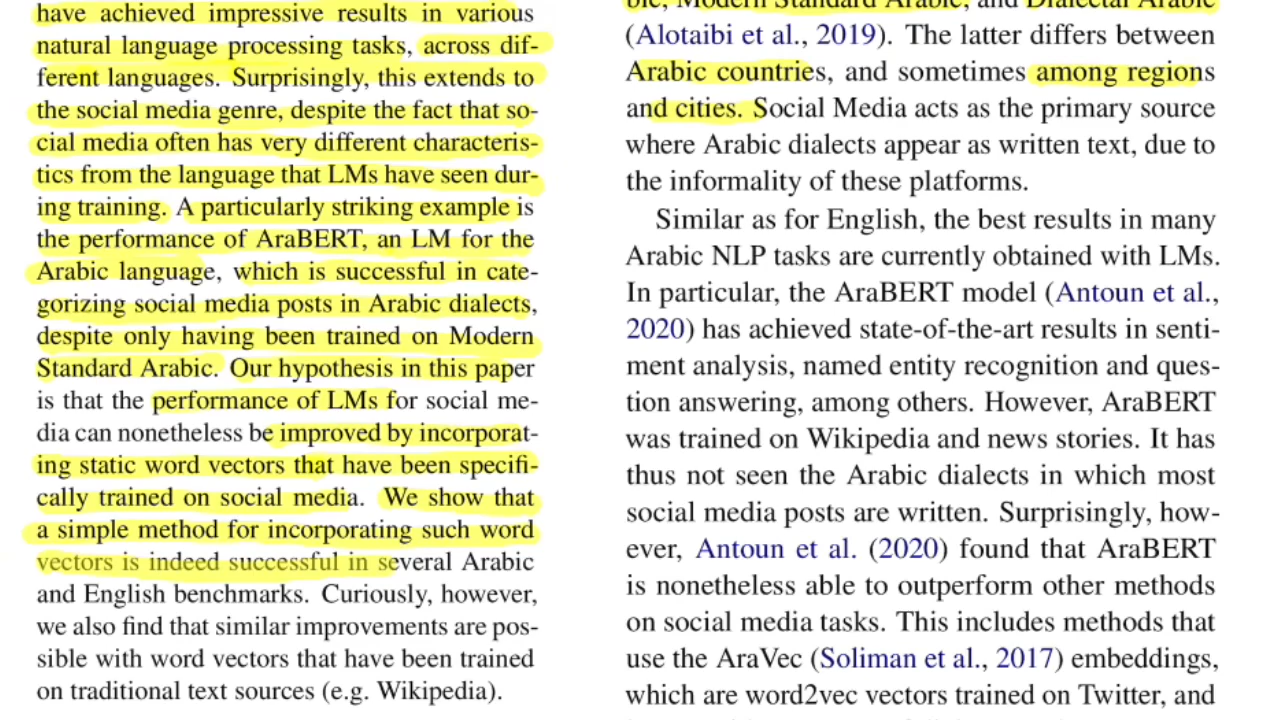 have achieved impressive results in various
natural language processing tasks, across dif-
ferent languages. Surprisingly, this extends to
the social media genre, despite the fact that so-
cial media often has very different characteris-
tics from the language that LMs have seen dur-
ing training. A particularly striking example is
the performance of AraBERT, an LM for the
Arabic language, which is successful in cate-
gorizing social media posts in Arabic dialects,
despite only having been trained on Modern
Standard Arabic. Our hypothesis in this paper
is that the performance of LMs for social me-
dia can nonetheless be improved by incorporat-
ing static word vectors that have been specifi-
cally trained on social media. We show that
a simple method for incorporating such word
vectors is indeed successful in several Arabic
and English benchmarks. Curiously, however,
we also find that similar improvements are pos-
sible with word vectors that have been trained
on traditional text sources (e.g. Wikipedia).
bic, Modern Standard Arabic, and Dialectal Arabic
(Alotaibi et al., 2019). The latter differs between
Arabic countries, and sometimes among regions
and cities. Social Media acts as the primary source
where Arabic dialects appear as written text, due to
the informality of these platforms.
Similar as for English, the best results in many
Arabic NLP tasks are currently obtained with LMs.
In particular, the AraBERT model (Antoun et al.,
2020) has achieved state-of-the-art results in senti-
ment analysis, named entity recognition and ques-
tion answering, among others. However, AraBERT
was trained on Wikipedia and news stories. It has
thus not seen the Arabic dialects in which most
social media posts are written. Surprisingly, how-
ever, Antoun et al. (2020) found that AraBERT
is nonetheless able to outperform other methods
on social media tasks. This includes methods that
use the AraVec (Soliman et al., 2017) embeddings,
which are word2vec vectors trained on Twitter, and